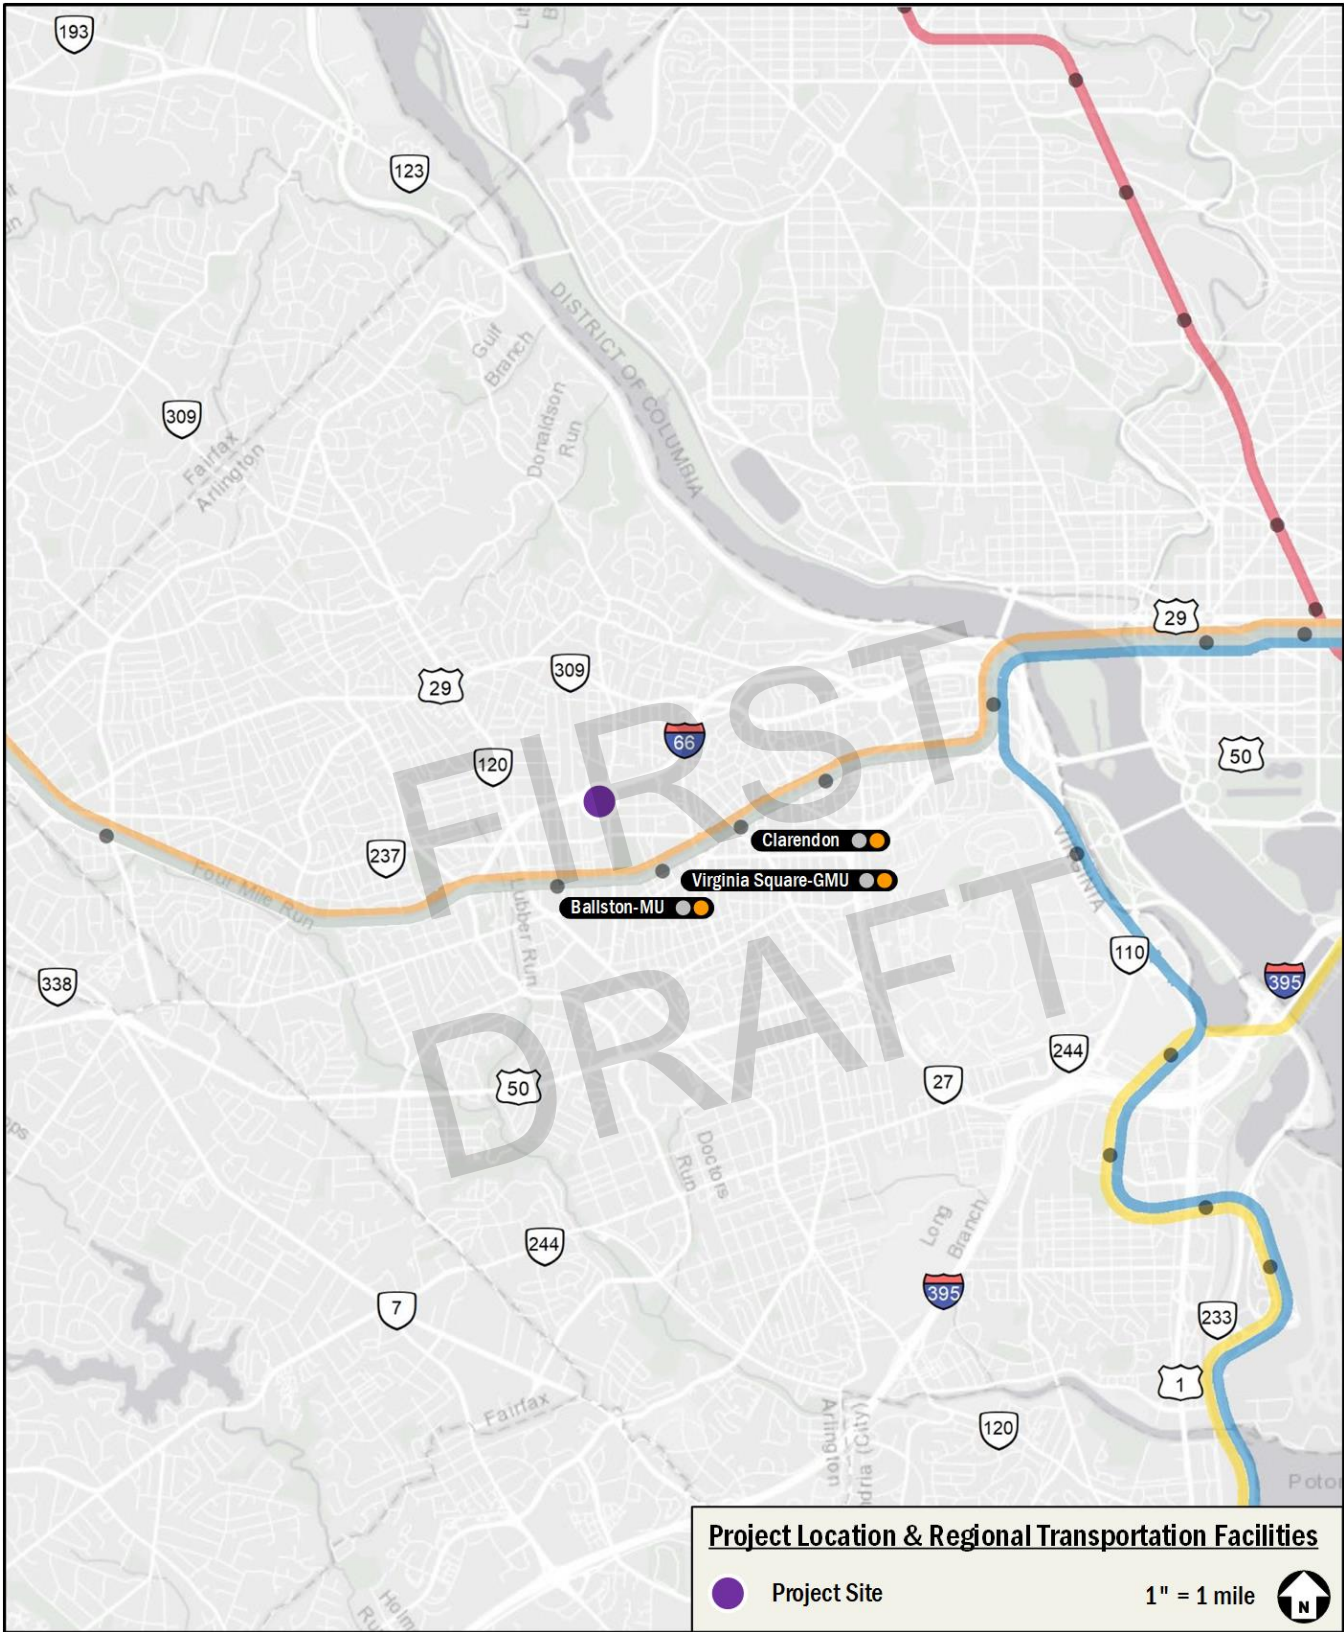 193
123
Gulf
Branch
DISTRICT OF COLUMBIA
Donaldson
Run
309
Fairfax
Arlington
29
29
309
66
120
50
Clarendon
237
Virginia Square-GMU
Four Mile Run
Ballston-MU
Lubber Run
VIRGINIA
FIRST
DRAFT
110
338
395
244
27
50
Doctors
Run
Long
Branch
244
395
7
233
1
Fairfax
Arlington
120
(City)
Project Location & Regional Transportation Facilities
Project Site
1" = 1 mile
N